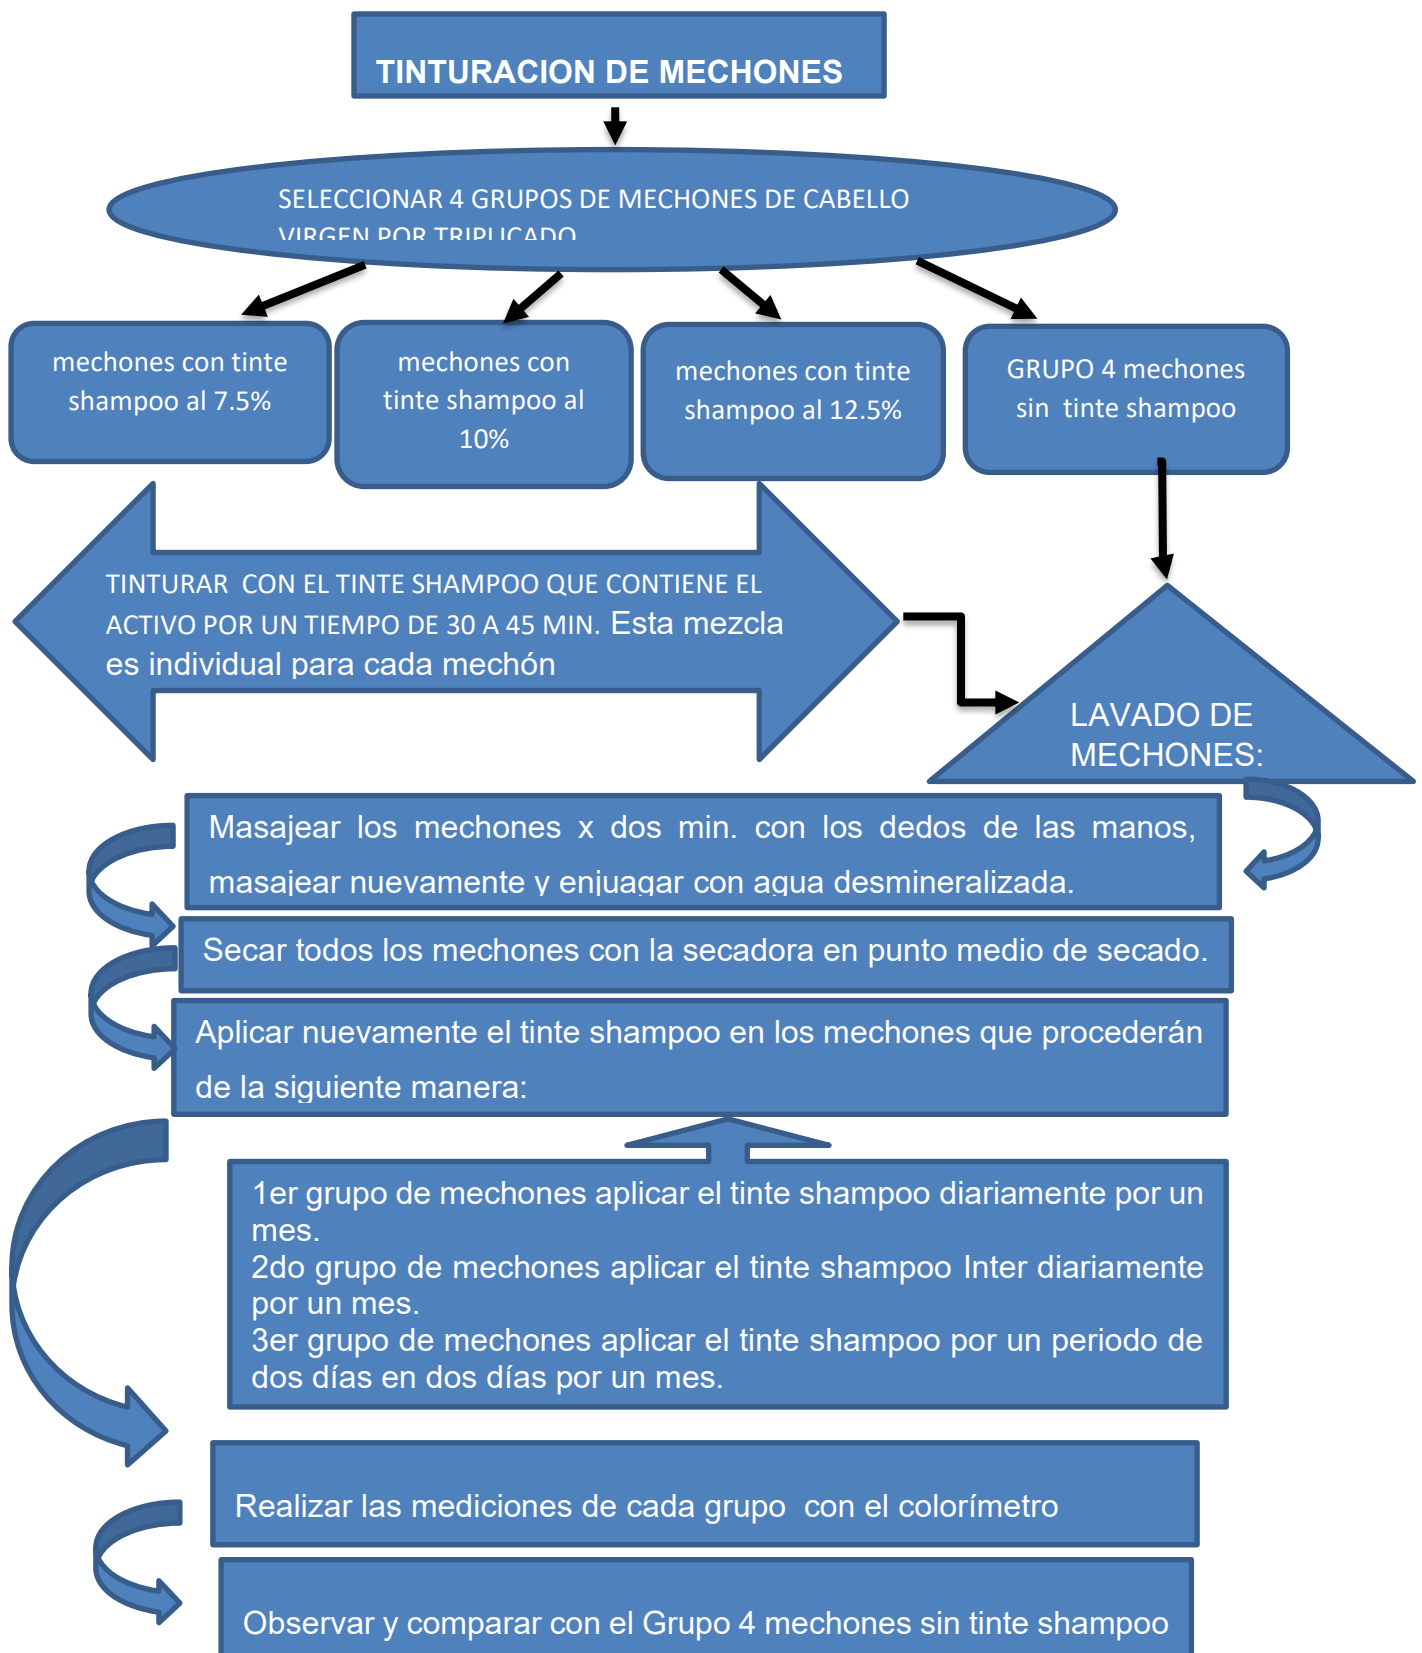 TINTURACION DE MECHONES
SELECCIONAR 4 GRUPOS DE MECHONES DE CABELLO
VIRGEN POR TRIPLICADO
mechones con tinte
shampoo al 7.5%
mechones con
tinte shampoo al
10%
mechones con tinte
shampoo al 12.5%
GRUPO 4 mechones
sin tinte shampoo
TINTURAR CON EL TINTE SHAMPOO QUE CONTIENE EL
ACTIVO POR UN TIEMPO DE 30 A 45 MIN. Esta mezcla
es individual para cada mechón
LAVADO DE
MECHONES:
Masajear los mechones x dos min. con los dedos de las manos,
masajear nuevamente y enjuagar con agua desmineralizada.
Secar todos los mechones con la secadora en punto medio de secado.
Aplicar nuevamente el tinte shampoo en los mechones que procederán
de la siguiente manera:
1er grupo de mechones aplicar el tinte shampoo diariamente por un
mes.
2do grupo de mechones aplicar el tinte shampoo Inter diariamente
por un mes.
3er grupo de mechones aplicar el tinte shampoo por un periodo de
dos días en dos días por un mes.
Realizar las mediciones de cada grupo con el colorímetro
Observar y comparar con el Grupo 4 mechones sin tinte shampoo